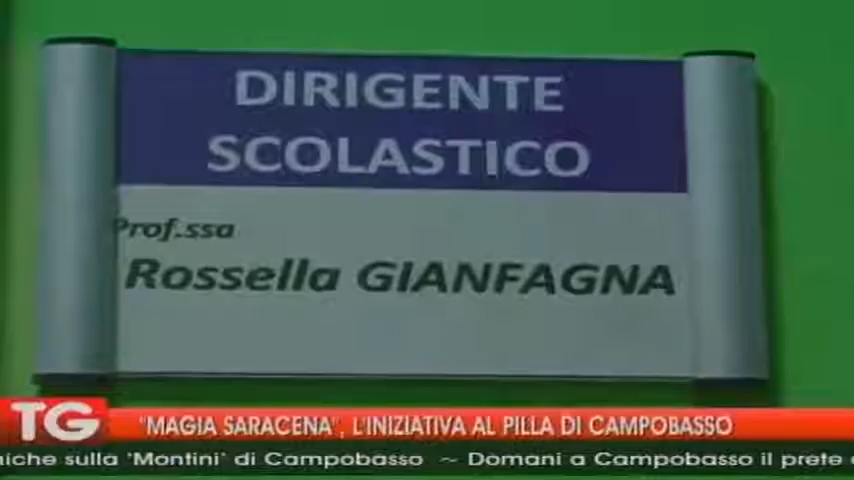 DIRIGENTE
SCOLASTICO
Prof.ssa
Rossella GIANFAGNA
TG
"MAGIA SARACENA", L'INIZIATIVA AL PILLA DI CAMPOBASSO
sulla 'Montini' di Campobasso ~ Domani a Campobasso il prete